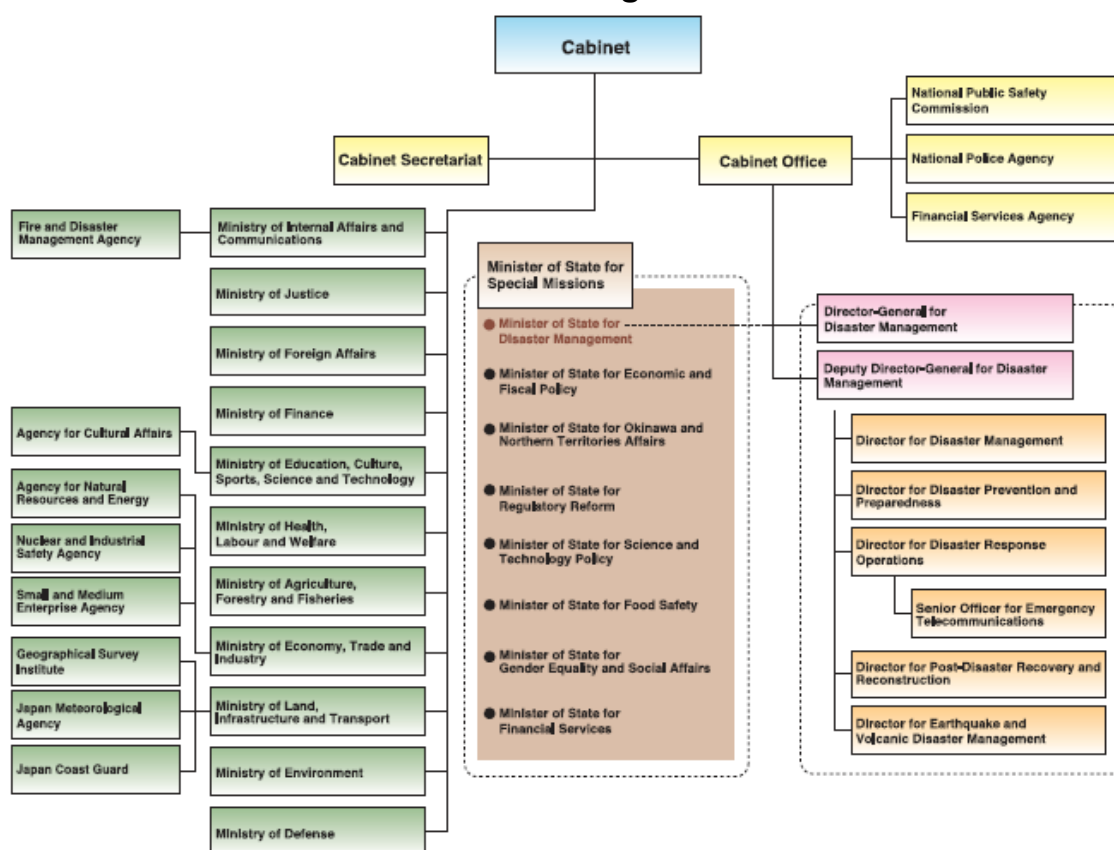 Cabinet
Cabinet Secretariat
Cabinet Office
National Public Safety
Commission
National Police Agency
Financial Services Agency
Fire and Disaster
Management Agency
Ministry of Internal Affairs and
Communications
Ministry of Justice
Ministry of Foreign Affairs
Ministry of Finance
Agency for Cultural Affairs
Ministry of Education, Culture,
Sports, Science and Technology
Agency for Natural
Resources and Energy
Nuclear and Industrial
Safety Agency
Small and Medium
Enterprise Agency
Ministry of Health,
Labour and Welfare
Ministry of Agriculture,
Forestry and Fisheries
Ministry of Economy, Trade and
Industry
Geographical Survey
Institute
Japan Meteorological
Agency
Japan Coast Guard
Ministry of Land,
Infrastructure and Transport
Ministry of Environment
Ministry of Defense
Minister of State for
Special Missions
Minister of State for
Disaster Management
Minister of State for Economic and
Fiscal Policy
Minister of State for Okinawa and
Northern Territories Affairs
Minister of State for
Regulatory Reform
Minister of State for Science and
Technology Policy
Minister of State for Food Safety
Minister of State for
Gender Equality and Social Affairs
Minister of State for
Financial Services
Director-General for
Disaster Management
Deputy Director-General for Disaster
Management
Director for Disaster Management
Director for Disaster Prevention and
Preparedness
Director for Disaster Response
Operations
Senior Officer for Emergency
Telecommunications
Director for Post-Disaster Recovery and
Reconstruction
Director for Earthquake and
Volcanic Disaster Management